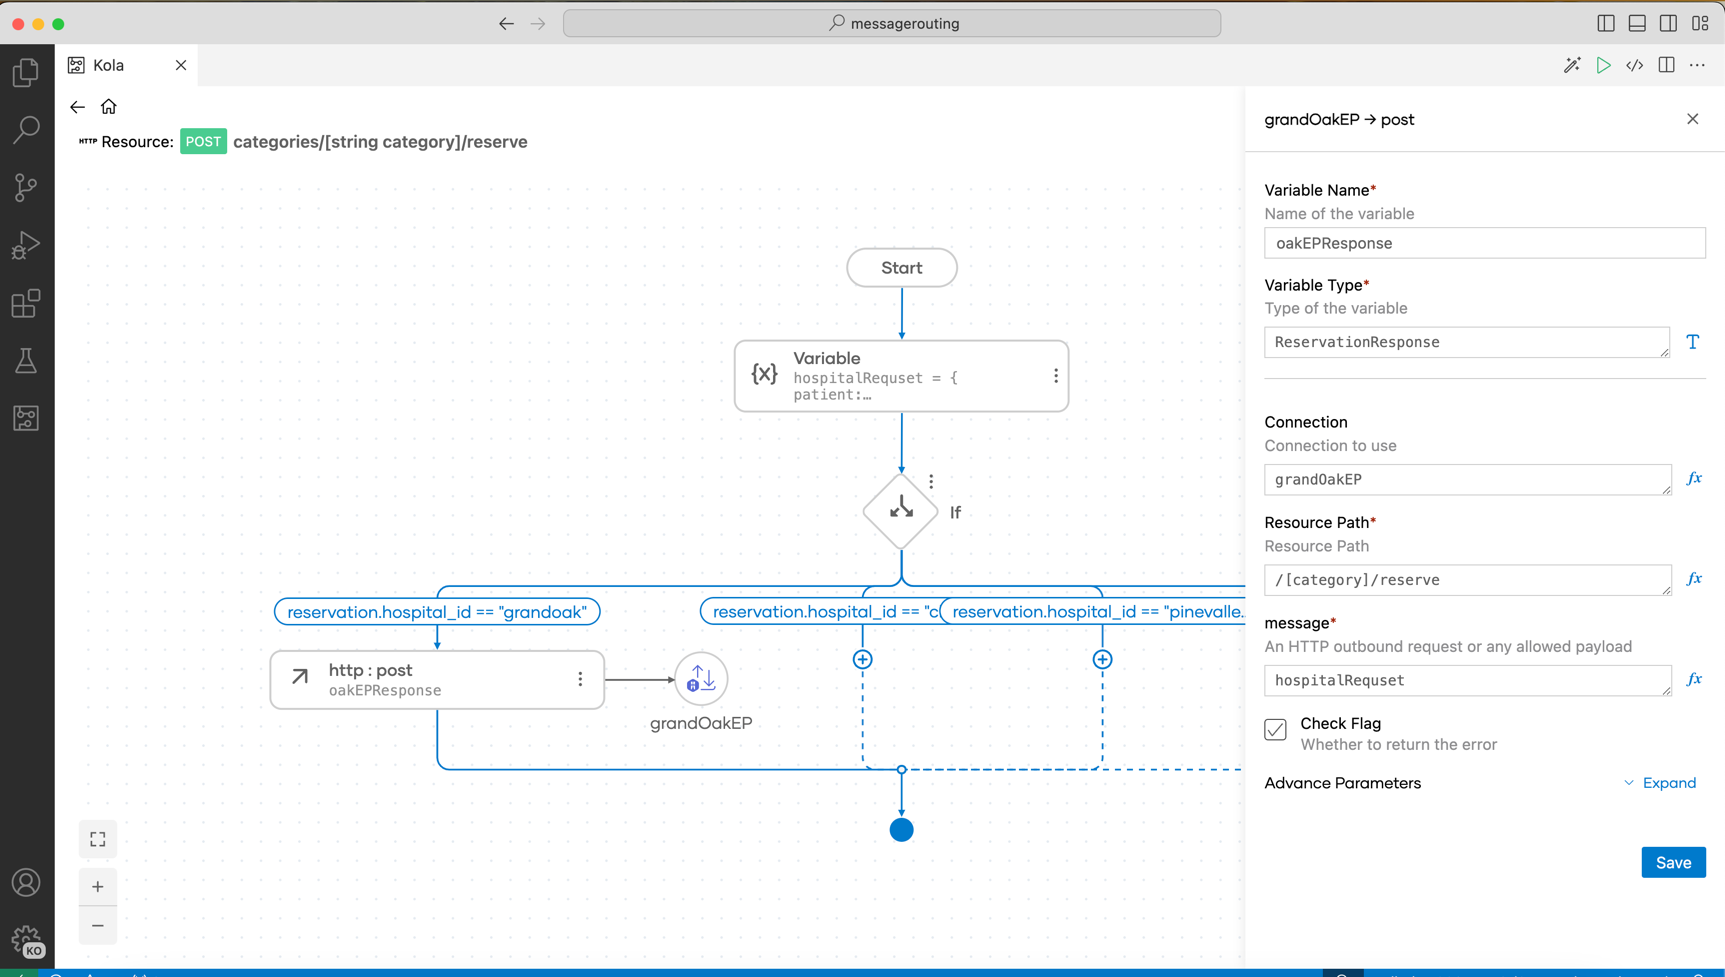 messagerouting
Kola
HTTP Resource: POST categories/[string category]/reserve
Start
{x} Variable
hospitalRequset = {
patient:…
If
reservation.hospital_id == "grandoak"
reservation.hospital_id == "c
reservation.hospital_id == "pinevalle...
http : post
oakEPResponse
grandOakEP
+
−
KO
grandOakEP → post
Variable Name*
Name of the variable
oakEPResponse
Variable Type*
Type of the variable
ReservationResponse
T
Connection
Connection to use
grandOakEP
fx
Resource Path*
Resource Path
/[category]/reserve
fx
message*
An HTTP outbound request or any allowed payload
hospitalRequset
fx
Check Flag
Whether to return the error
Advance Parameters
Expand
Save